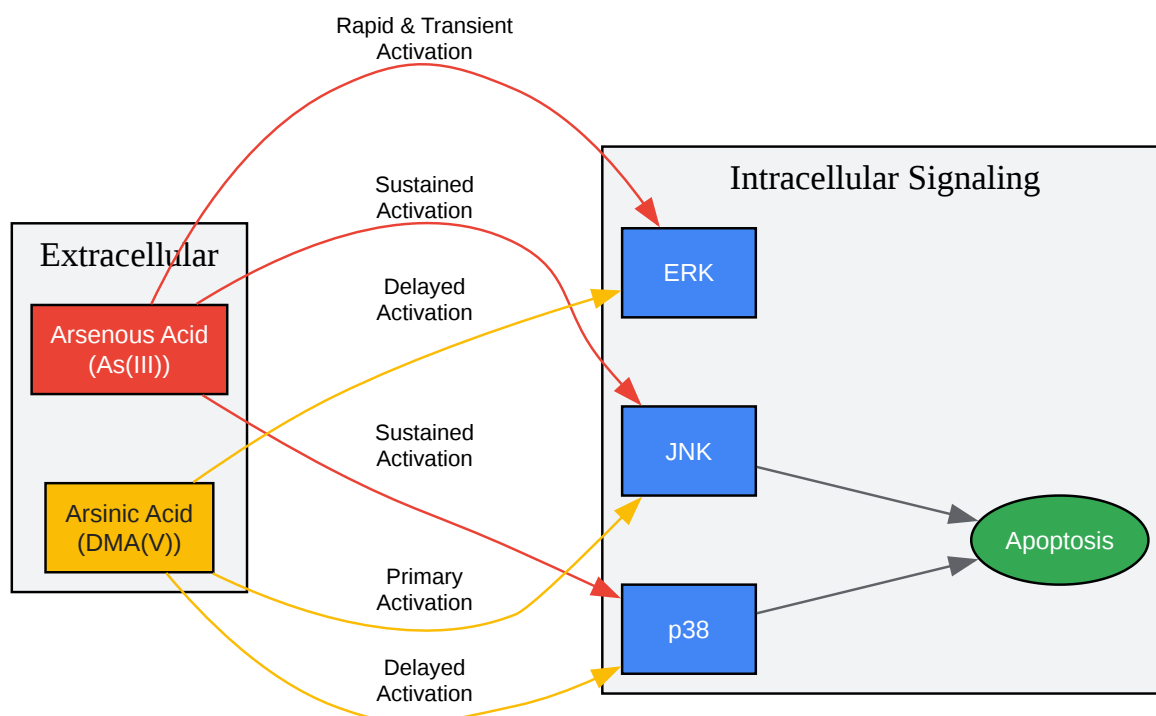 Rapid & Transient
Activation
Intracellular Signaling
Sustained
Activation
Extracellular
ERK
Delayed
Activation
Arsenous Acid
(As(III))
Sustained
Activation
JNK
Arsinic Acid
(DMA(V))
Apoptosis
Primary
Activation
p38
Delayed
Activation